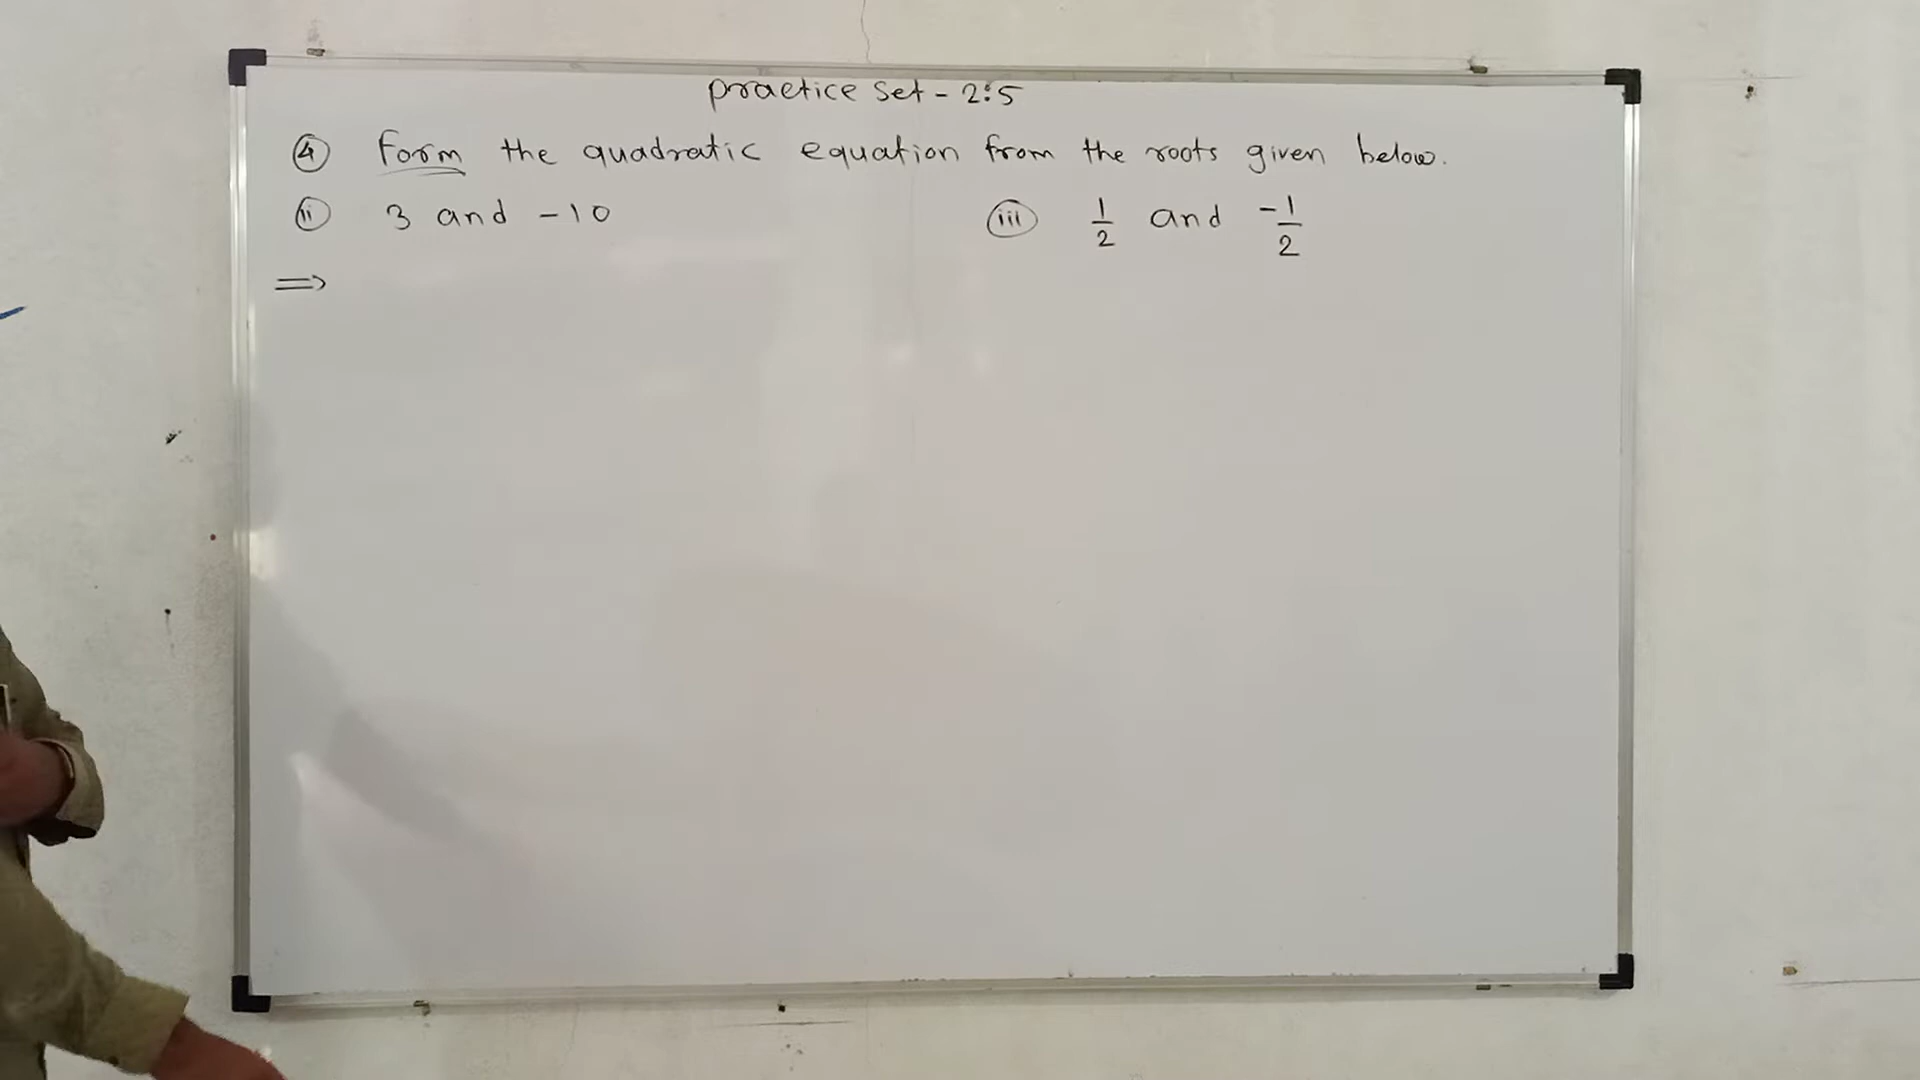 practice set - 2:5
④ Form the quadratic equation from the roots given below.
ⅱ 3 and -10
ⅲ 1/2 and -1/2
⇒